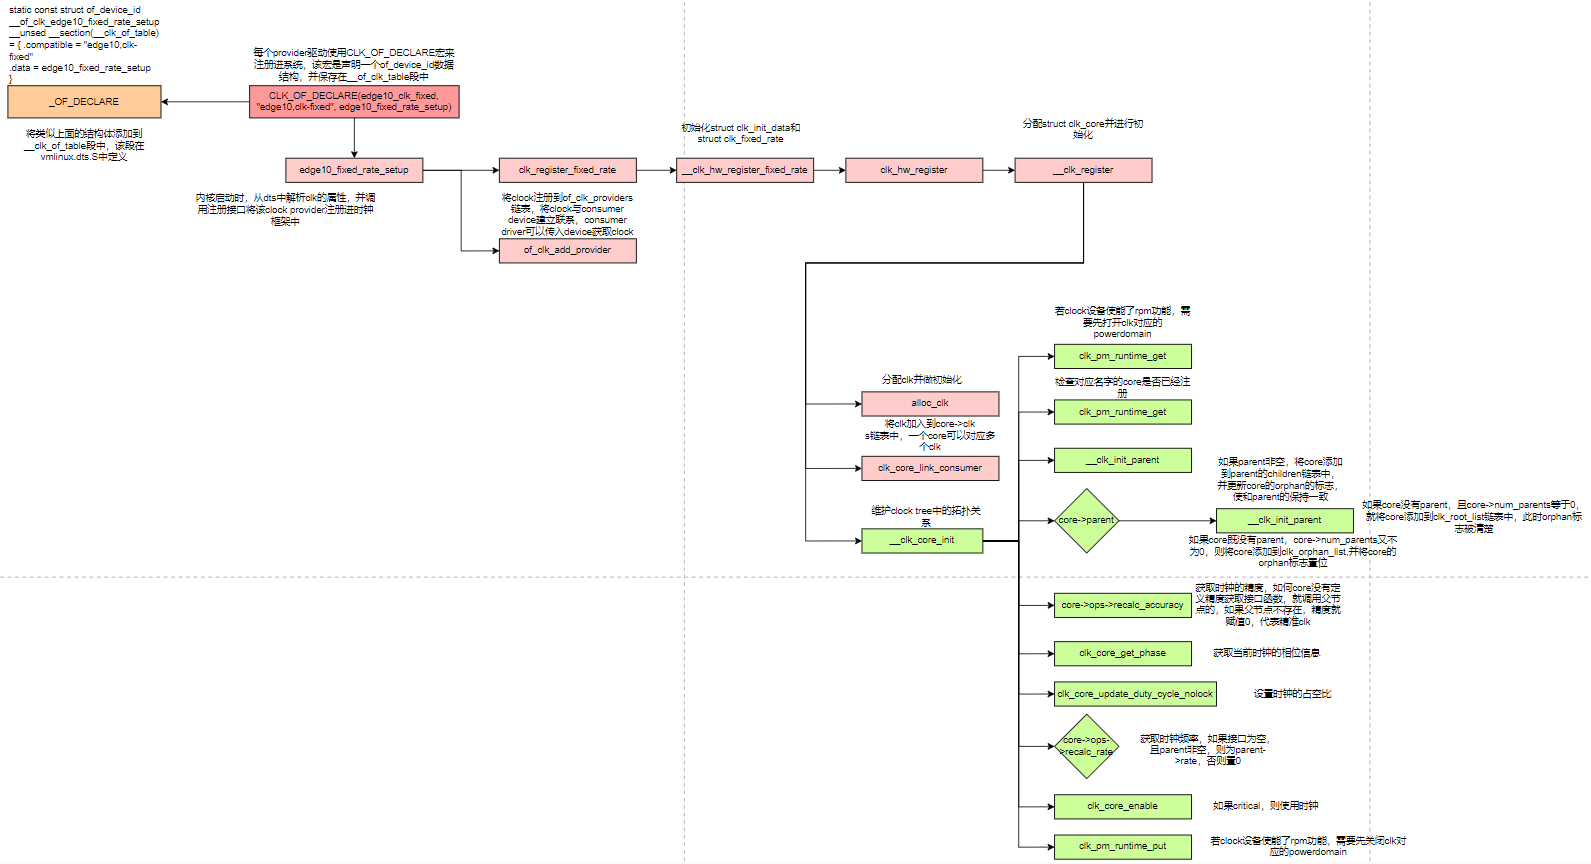 static const struct of_device_id
__of_clk_edge10_fixed_rate_setup
__unsed __section(__clk_of_table)
= { .compatible = "edge10,clk-
fixed"
.data = edge10_fixed_rate_setup
}
_OF_DECLARE
将类似上面的结构体添加到
__clk_of_table段中，该段在
vmlinux.dts.S中定义
每个provider驱动使用CLK_OF_DECLARE宏来
注册进系统，该宏是声明一个of_device_id数据
结构，并保存在__of_clk_table段中
CLK_OF_DECLARE(edge10_clk_fixed,
"edge10,clk-fixed", edge10_fixed_rate_setup)
edge10_fixed_rate_setup
内核启动时，从dts中解析clk的属性，并调
用注册接口将该clock provider注册进时钟
框架中
clk_register_fixed_rate
将clock注册到of_clk_providers
链表，将clock与consumer
device建立联系，consumer
driver可以传入device获取clock
of_clk_add_provider
初始化struct clk_init_data和
struct clk_fixed_rate
__clk_hw_register_fixed_rate
clk_hw_register
分配struct clk_core并进行初
始化
__clk_register
分配clk并做初始化
alloc_clk
将clk加入到core->clk
s链表中，一个core可以对应多
个clk
clk_core_link_consumer
维护clock tree中的拓扑关
系
__clk_core_init
若clock设备使能了rpm功能，需
要先打开clk对应的
powerdomain
clk_pm_runtime_get
检查对应名字的core是否已经注
册
clk_pm_runtime_get
__clk_init_parent
core->parent
如果parent非空，将core添加
到parent的children链表中，
并更新core的orphan的标志，
使和parent的保持一致
__clk_init_parent
如果core既没有parent，core->num_parents又不
为0，则将core添加到clk_orphan_list,并将core的
orphan标志置位
如果core没有parent，且core->num_parents等于0，
就将core添加到clk_root_list链表中，此时orphan标
志被清楚
core->ops->recalc_accuracy
获取时钟的精度，如何core没有定
义精度获取接口函数，就调用父节
点的，如果父节点不存在，精度就
赋值0，代表精准clk
clk_core_get_phase
获取当前时钟的相位信息
clk_core_update_duty_cycle_nolock
设置时钟的占空比
core->ops-
>recalc_rate
获取时钟频率，如果接口为空，
且parent非空，则为parent-
>rate，否则置0
clk_core_enable
如果critical，则使用时钟
clk_pm_runtime_put
若clock设备使能了rpm功能，需要先关闭clk对
应的powerdomain